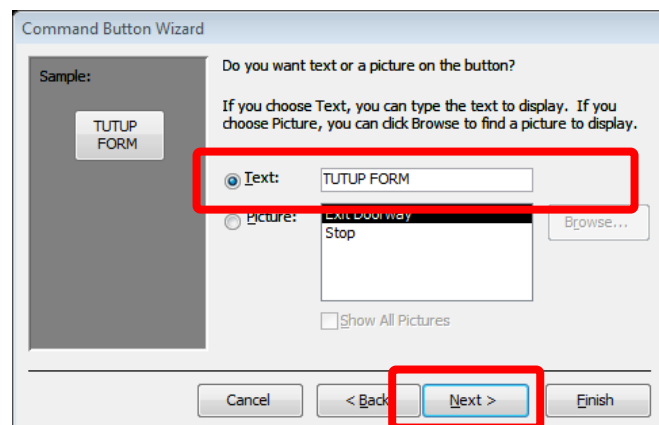 Command Button Wizard
Sample:
TUTUP
FORM
Do you want text or a picture on the button?
If you choose Text, you can type the text to display. If you
choose Picture, you can click Browse to find a picture to display.
Text: TUTUP FORM
Picture: Exit Doorway
Stop
Browse...
Show All Pictures
Cancel < Back Next > Finish